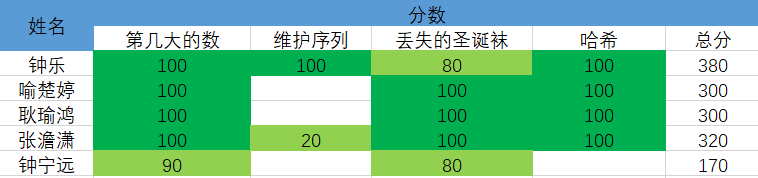 姓名 分数
第几大的数 维护序列 丢失的圣诞袜 哈希 总分
钟乐 100 100 80 100 380
喻楚婷 100 100 100 300
耿瑜鸿 100 100 100 300
张澹潇 100 20 100 100 320
钟宁远 90 80 170